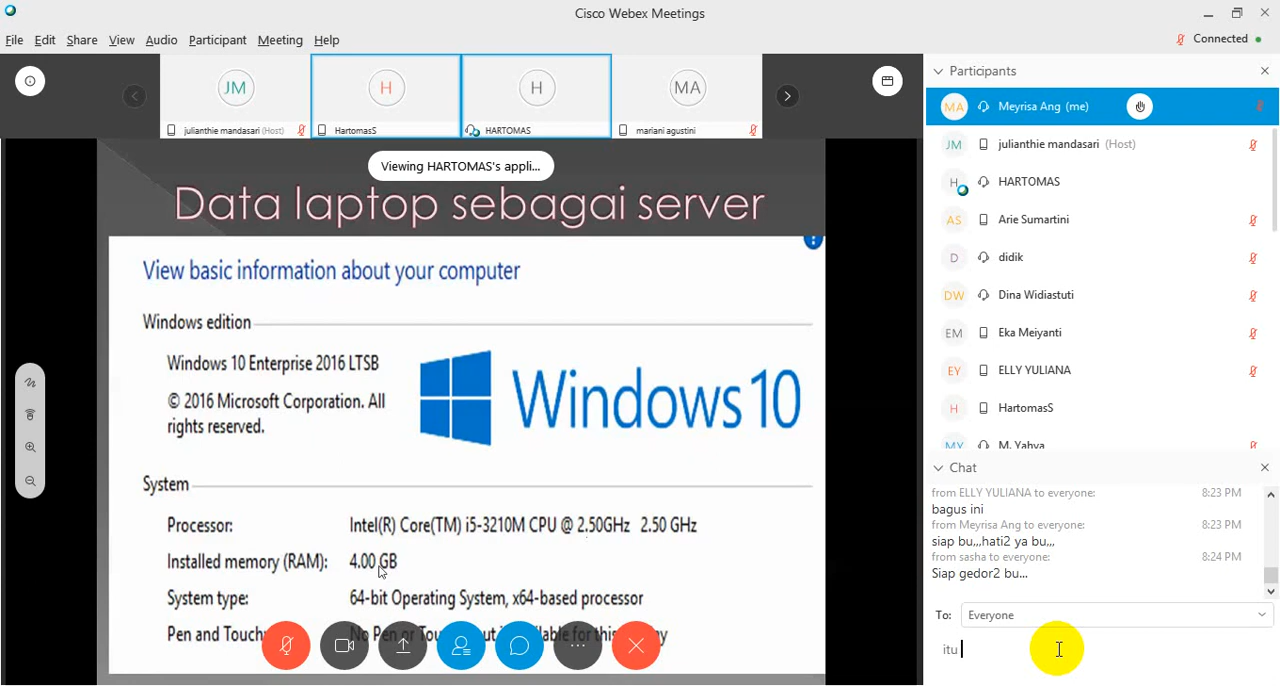 Cisco Webex Meetings
File Edit Share View Audio Participant Meeting Help
Connected
JM
H
H
MA
julianthie mandasari (Host)
HartomasS
HARTOMAS
mariani agustini
Viewing HARTOMAS's appli...
Data laptop sebagai server
View basic information about your computer
Windows edition
Windows 10 Enterprise 2016 LTSB
© 2016 Microsoft Corporation. All
rights reserved.
Windows 10
System
Processor: Intel(R) Core(TM) i5-3210M CPU @ 2.50GHz 2.50 GHz
Installed memory (RAM): 4.00 GB
System type: 64-bit Operating System, x64-based processor
Pen and Touch: No Pen or Touch
Participants
MA Meyrisa Ang (me)
JM julianthie mandasari (Host)
H HARTOMAS
AS Arie Sumartini
D didik
DW Dina Widiastuti
EM Eka Meiyanti
EY ELLY YULIANA
H HartomasS
MY M. Yahya
Chat
from ELLY YULIANA to everyone: 8:23 PM
bagus ini
from Meyrisa Ang to everyone: 8:23 PM
siap bu,,,hati2 ya bu,,,
from sasha to everyone: 8:24 PM
Siap gedor2 bu...
To: Everyone
itu